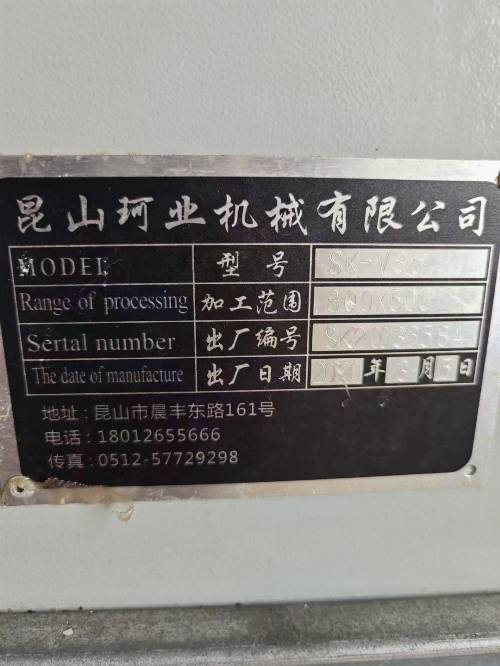 昆山珂业机械有限公司
MODEL 型号
Range of processing 加工范围
Sertal number 出厂编号
The date of manufacture 出厂日期 年 3 月 日
地址: 昆山市晨丰东路161号
电话: 18012655666
传真: 0512-57729298